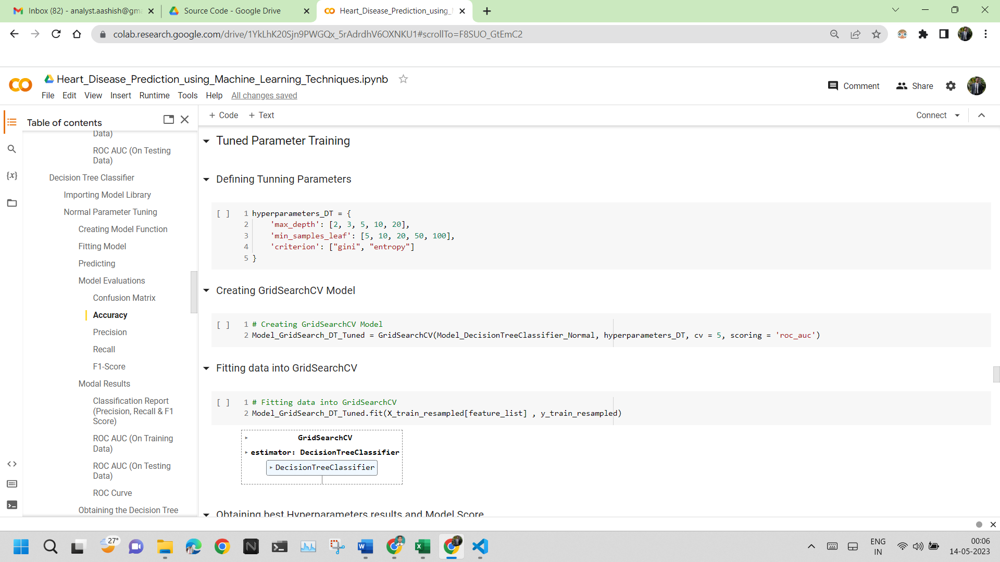 Inbox (82) - analyst.aashish@gm
Source Code - Google Drive
Heart_Disease_Prediction_using_
colab.research.google.com/drive/1YkLhK20Sjn9PWGQx_5rAdrdhV6OXNKU1#scrollTo=F8SUO_GtEmC2
Heart_Disease_Prediction_using_Machine_Learning_Techniques.ipynb
File Edit View Insert Runtime Tools Help All changes saved
Comment
Share
Table of contents
Data)
ROC AUC (On Testing
Data)
Decision Tree Classifier
Importing Model Library
Normal Parameter Tuning
Creating Model Function
Fitting Model
Predicting
Model Evaluations
Confusion Matrix
Accuracy
Precision
Recall
F1-Score
Modal Results
Classification Report
(Precision, Recall & F1
Score)
ROC AUC (On Training
Data)
ROC AUC (On Testing
Data)
ROC Curve
Obtaining the Decision Tree
+ Code + Text
Connect
Tuned Parameter Training
Defining Tunning Parameters
[ ] 1 hyperparameters_DT = {
2 'max_depth': [2, 3, 5, 10, 20],
3 'min_samples_leaf': [5, 10, 20, 50, 100],
4 'criterion': ["gini", "entropy"]
5 }
Creating GridSearchCV Model
[ ] 1 # Creating GridSearchCV Model
2 Model_GridSearch_DT_Tuned = GridSearchCV(Model_DecisionTreeClassifier_Normal, hyperparameters_DT, cv = 5, scoring = 'roc_auc')
Fitting data into GridSearchCV
[ ] 1 # Fitting data into GridSearchCV
2 Model_GridSearch_DT_Tuned.fit(X_train_resampled[feature_list] , y_train_resampled)
GridSearchCV
estimator: DecisionTreeClassifier
DecisionTreeClassifier
Obtaining best Hyperparameters results and Model Score
27°
ENG
IN
00:06
14-05-2023